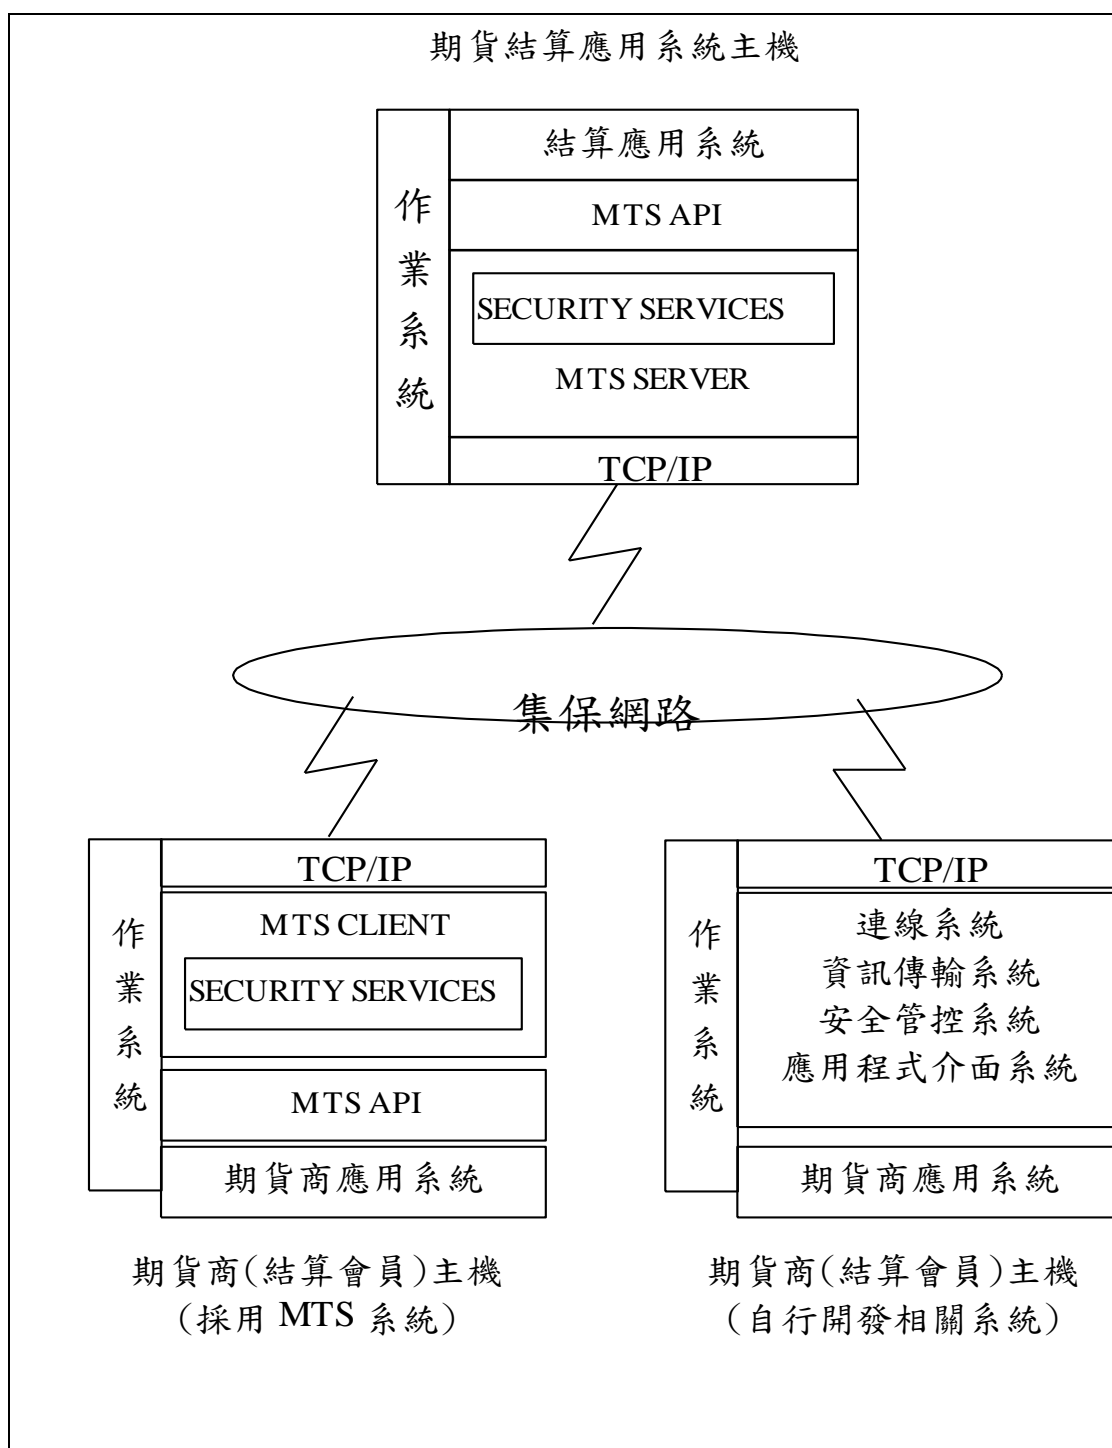 期貨結算應用系統主機
作業系統
結算應用系統
MTS API
SECURITY SERVICES
MTS SERVER
TCP/IP
集保網路
作業系統
TCP/IP
MTS CLIENT
SECURITY SERVICES
MTS API
期貨商應用系統
期貨商(結算會員)主機
(採用 MTS 系統)
作業系統
TCP/IP
連線系統
資訊傳輸系統
安全管控系統
應用程式介面系統
期貨商應用系統
期貨商(結算會員)主機
(自行開發相關系統)